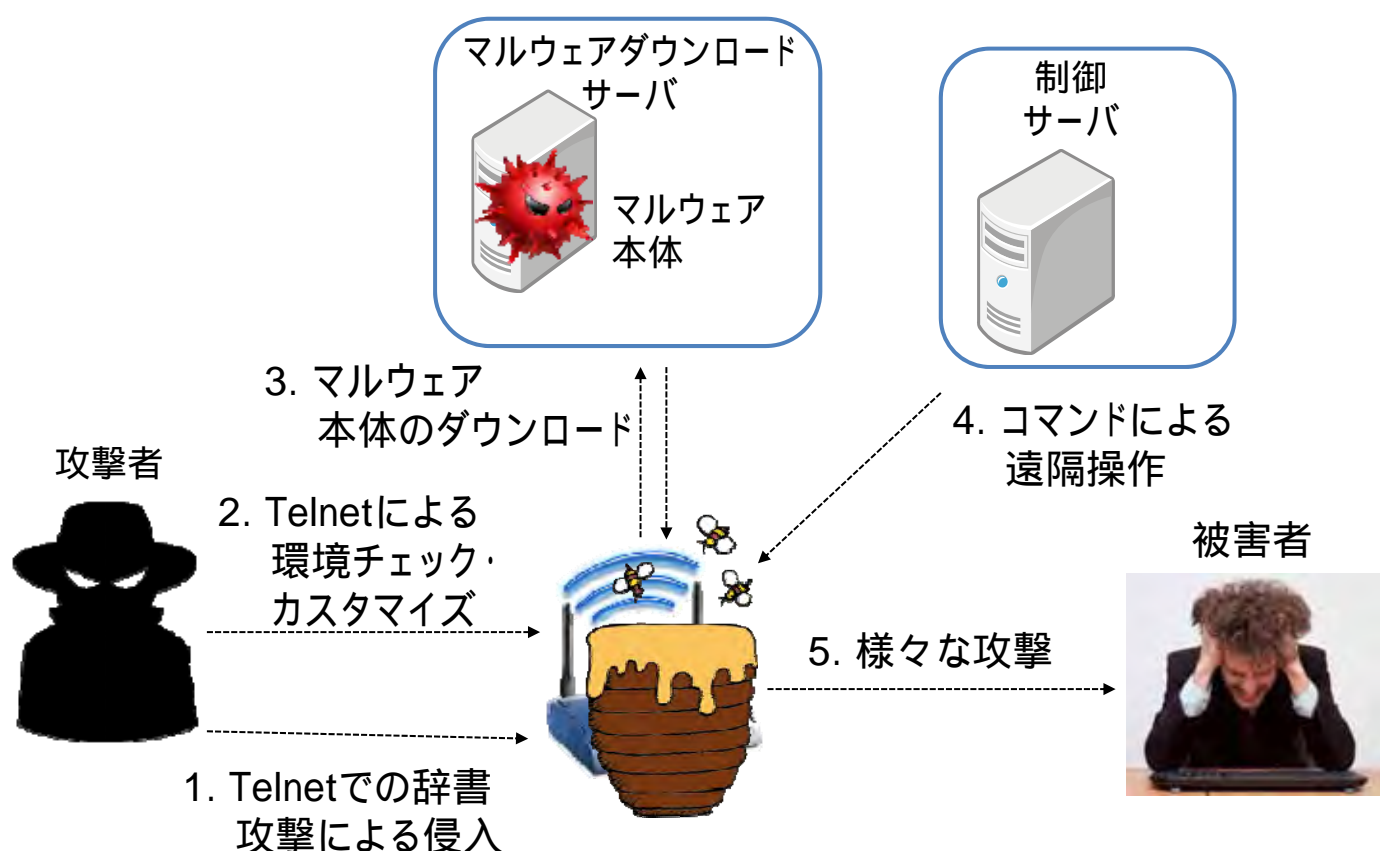 マルウェアダウンロード
サーバ
マルウェア
本体
制御
サーバ
3. マルウェア
本体のダウンロード
4. コマンドによる
遠隔操作
攻撃者
2. Telnetによる
環境チェック・
カスタマイズ
被害者
5. 様々な攻撃
1. Telnetでの辞書
攻撃による侵入